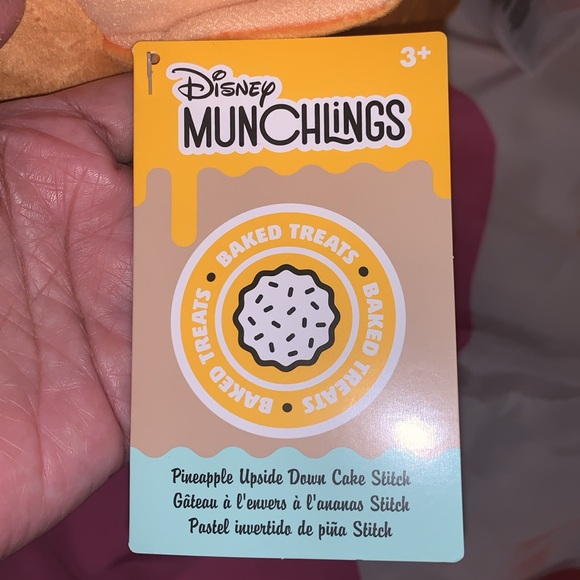 3+
Disney
MUNCHLINGS
BAKED TREATS • BAKED TREATS • BAKED TREATS •
Pineapple Upside Down Cake Stitch
Gâteau à l'envers à l'ananas Stitch
Pastel invertido de piña Stitch